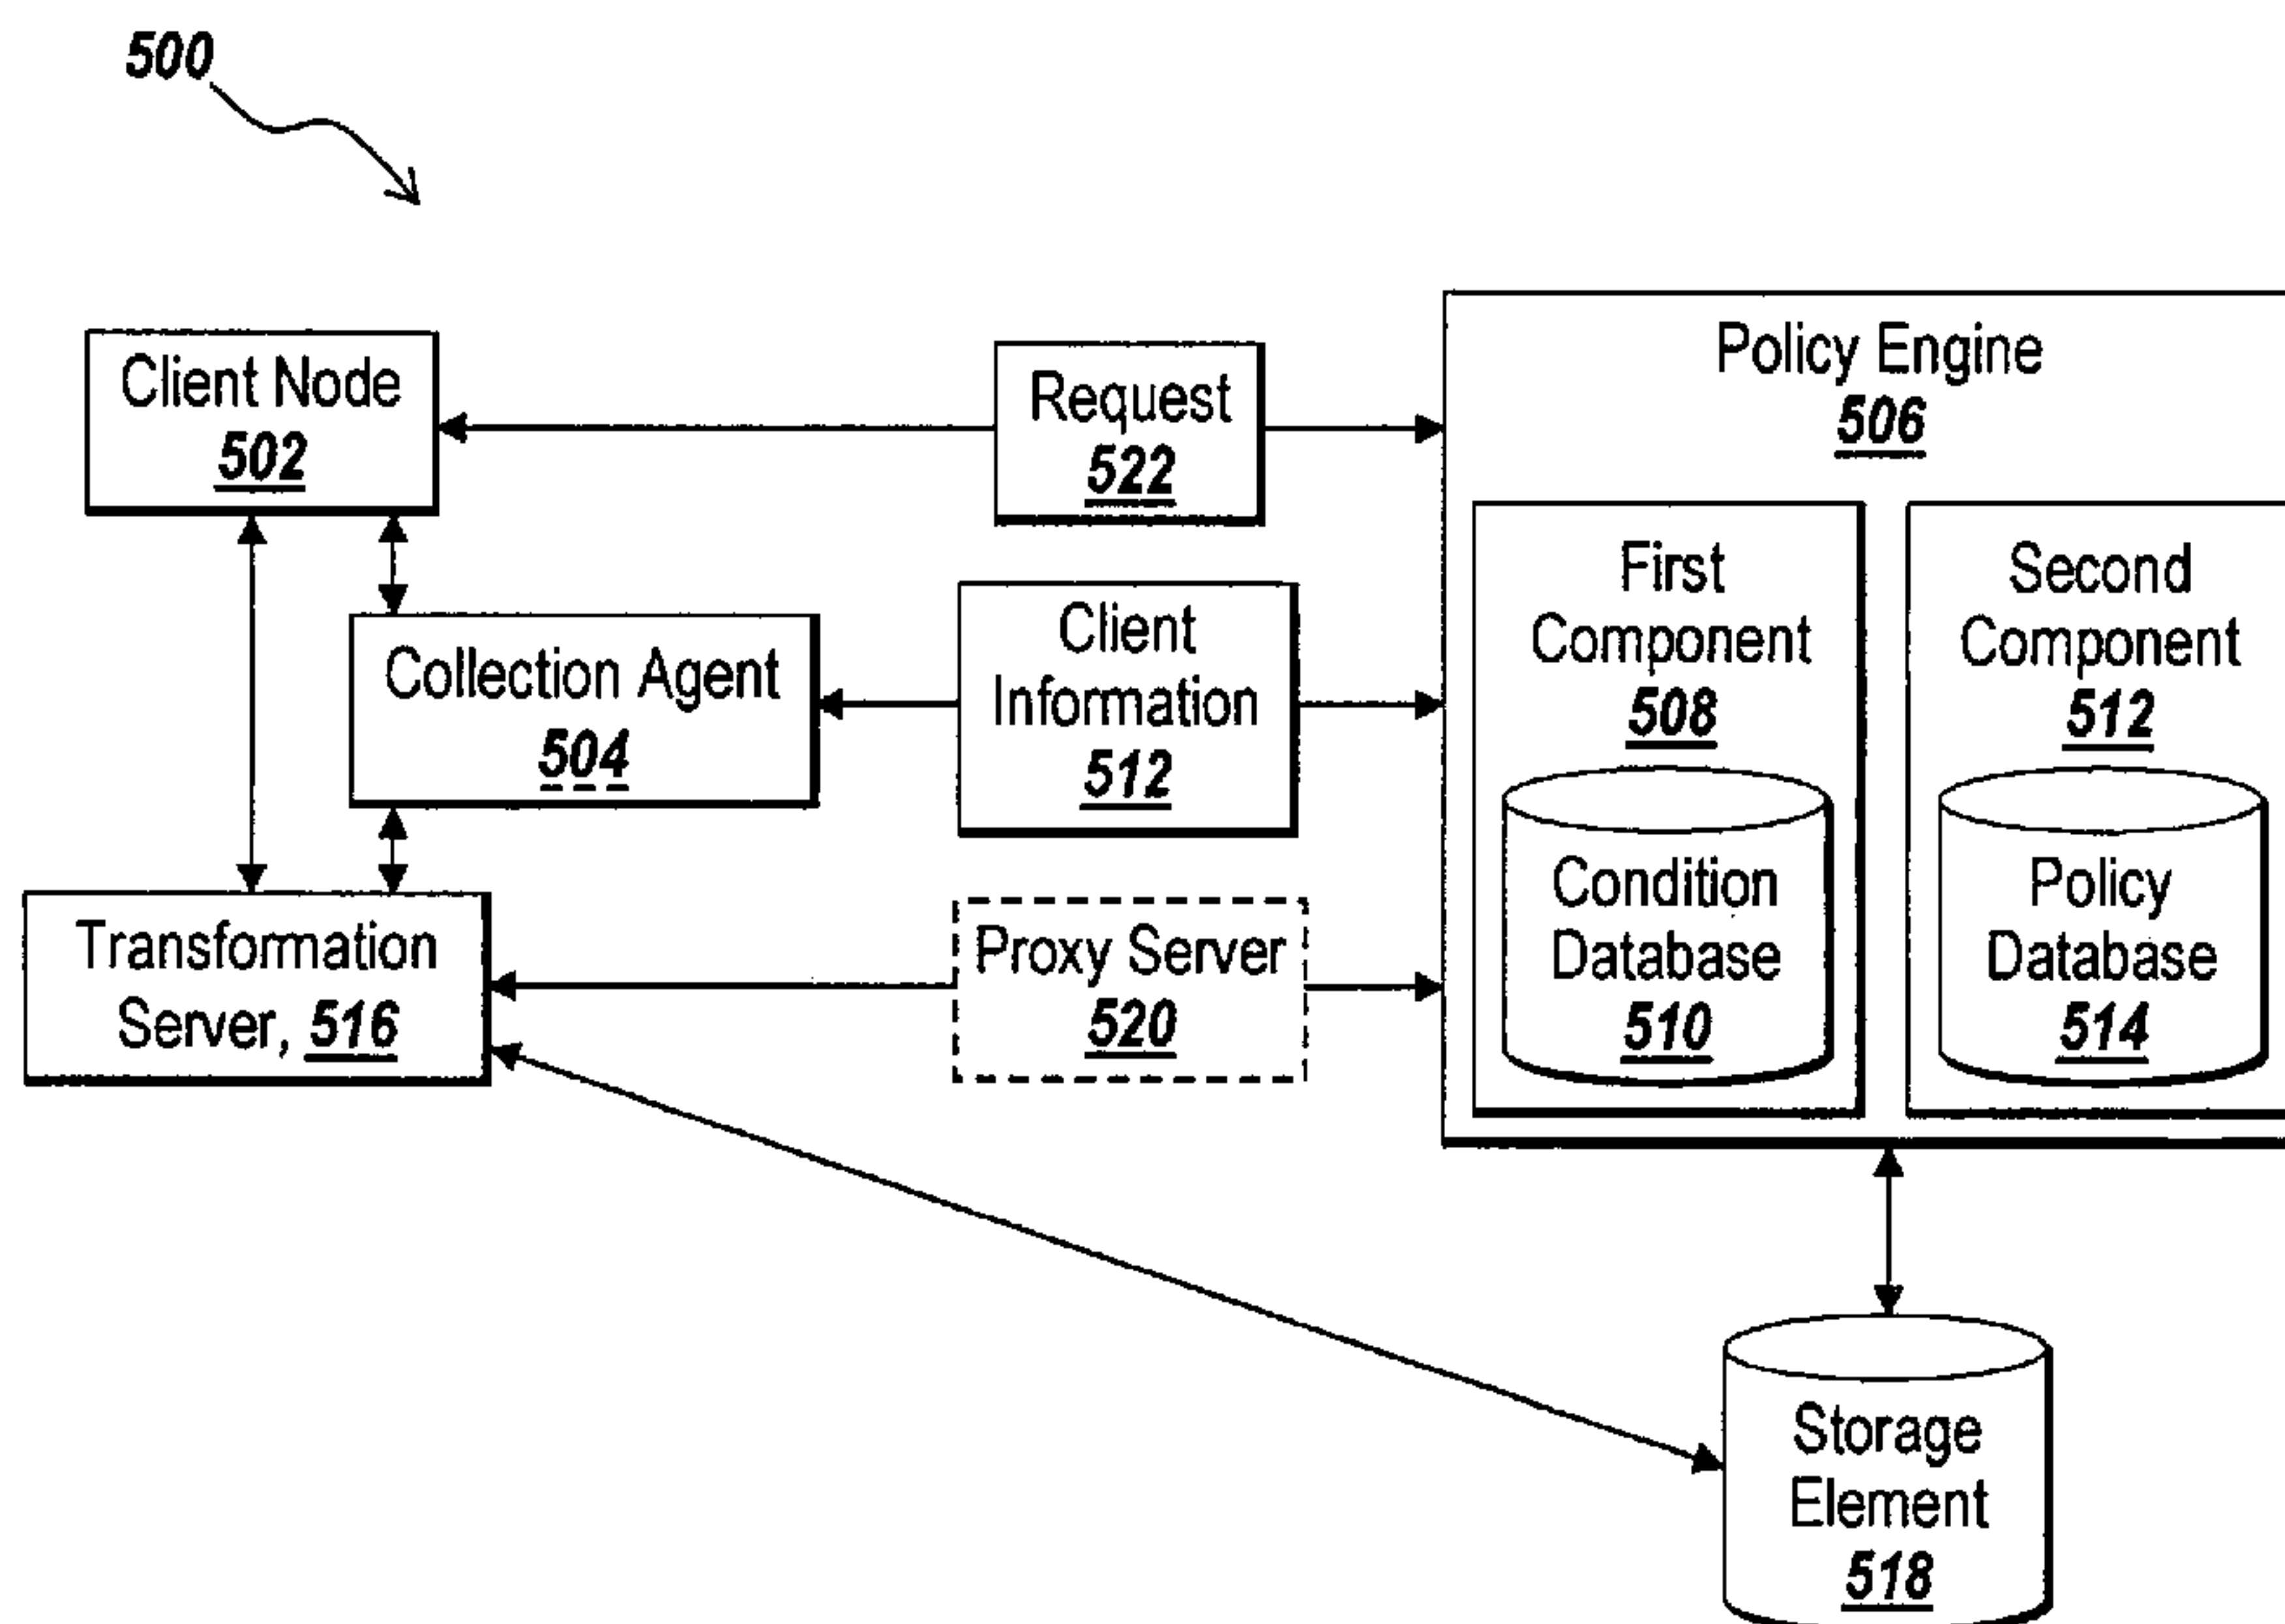 500
Client Node
502
Request
522
Policy Engine
506
Collection Agent
504
Client
Information
512
First
Component
508
Second
Component
512
Transformation
Server, 516
Proxy Server
520
Condition
Database
510
Policy
Database
514
Storage
Element
518